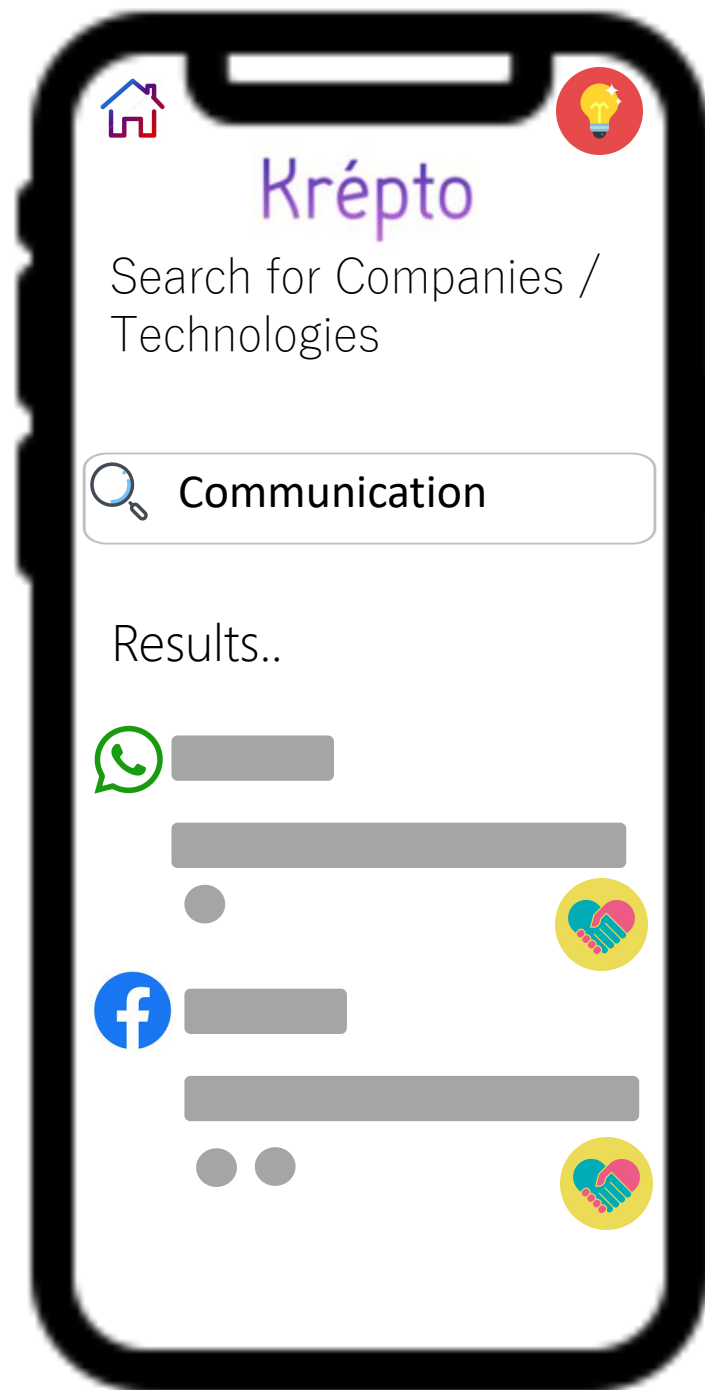 Krépto
Search for Companies /
Technologies
Communication
Results..